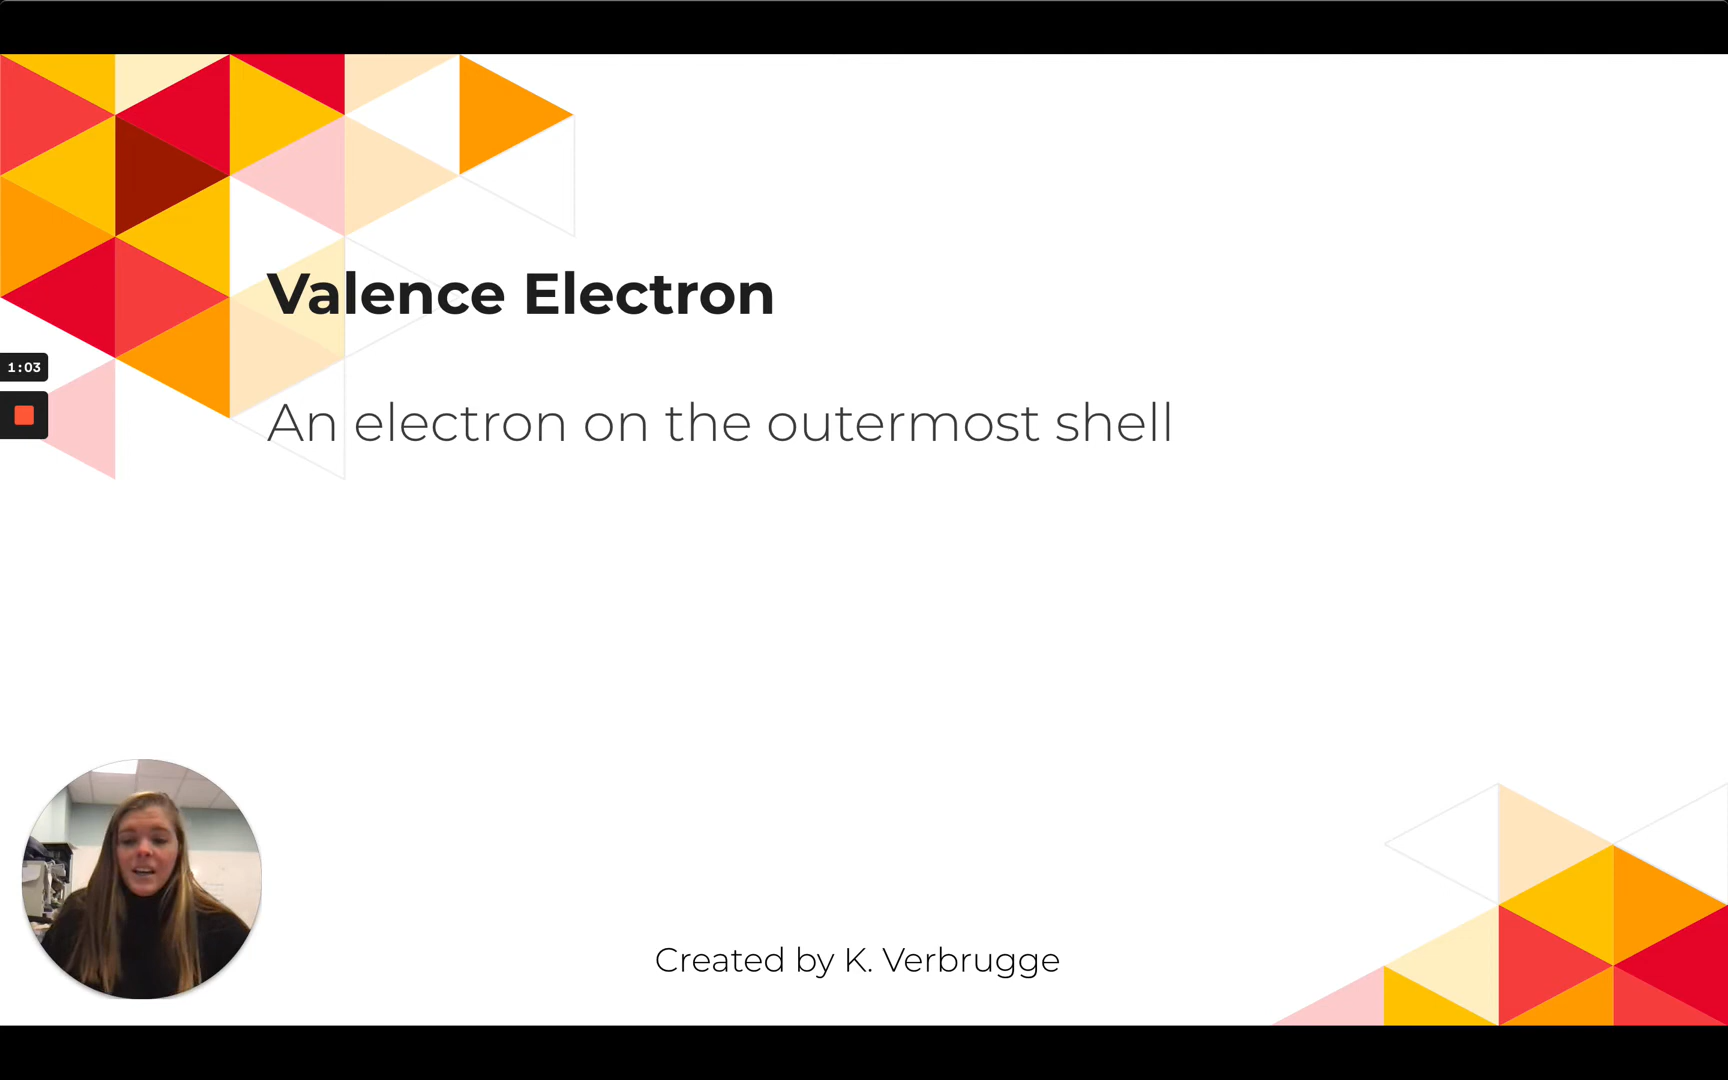 Valence Electron
1:03
An electron on the outermost shell
Created by K. Verbrugge